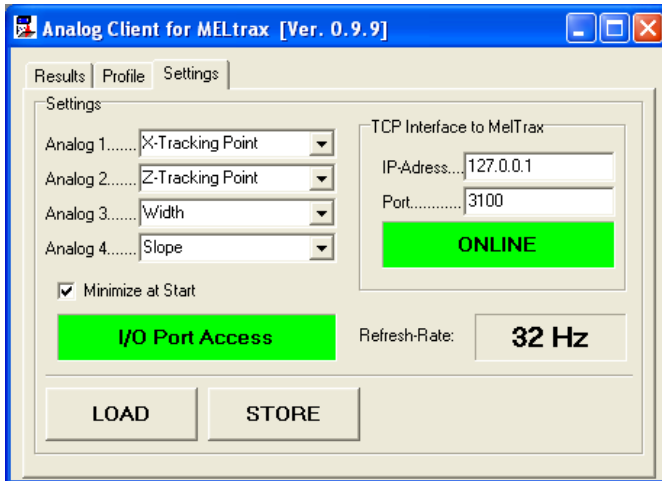 Analog Client for MELtrax [Ver. 0.9.9]
Results Profile Settings
Settings
Analog 1...... X-Tracking Point
Analog 2...... Z-Tracking Point
Analog 3...... Width
Analog 4...... Slope
Minimize at Start
I/O Port Access
TCP Interface to MelTrax
IP-Adress.... 127.0.0.1
Port............ 3100
ONLINE
Refresh-Rate: 32 Hz
LOAD STORE